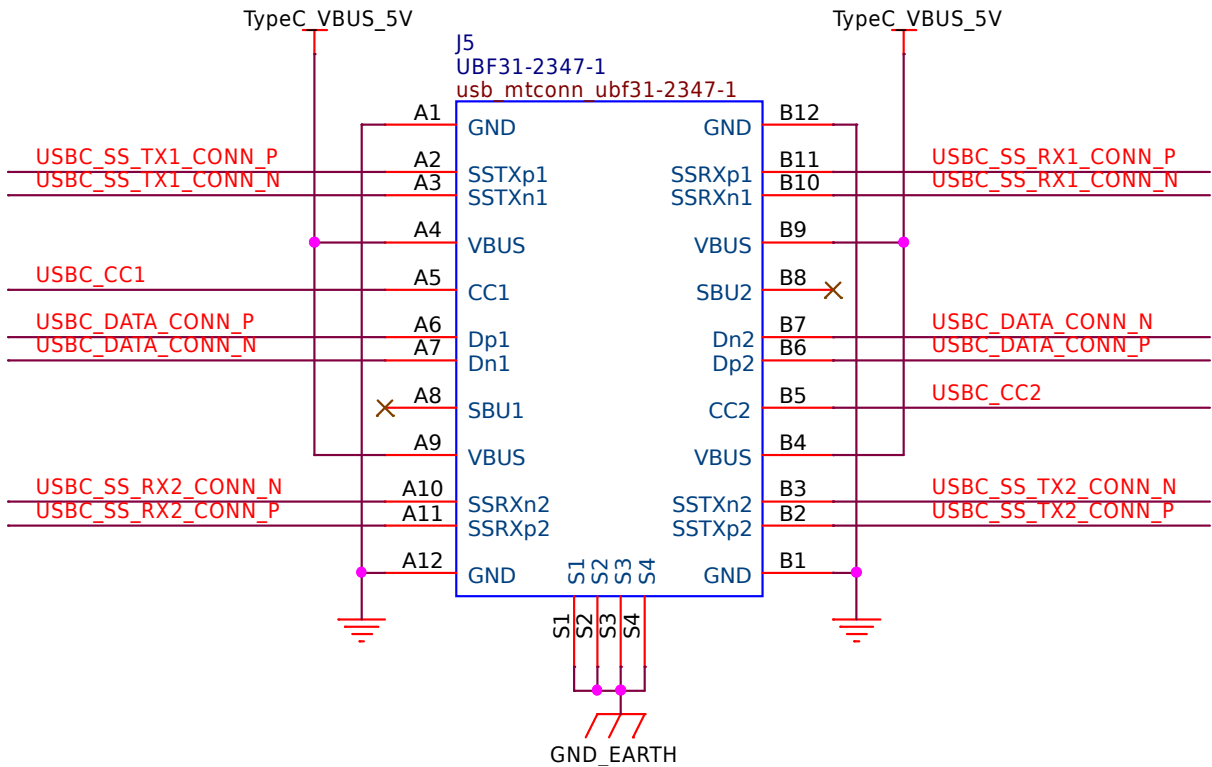 TypeC_VBUS_5V
TypeC_VBUS_5V
J5
UBF31-2347-1
usb_mtconn_ubf31-2347-1
A1 GND GND B12
USBC_SS_TX1_CONN_P A2 SSTXp1 SSRXp1 B11 USBC_SS_RX1_CONN_P
USBC_SS_TX1_CONN_N A3 SSTXn1 SSRXn1 B10 USBC_SS_RX1_CONN_N
A4 VBUS VBUS B9
USBC_CC1 A5 CC1 SBU2 B8
USBC_DATA_CONN_P A6 Dp1 Dn2 B7 USBC_DATA_CONN_N
USBC_DATA_CONN_N A7 Dn1 Dp2 B6 USBC_DATA_CONN_P
A8 SBU1 CC2 B5 USBC_CC2
A9 VBUS VBUS B4
USBC_SS_RX2_CONN_N A10 SSRXn2 SSTXn2 B3 USBC_SS_TX2_CONN_N
USBC_SS_RX2_CONN_P A11 SSRXp2 SSTXp2 B2 USBC_SS_TX2_CONN_P
A12 GND GND B1
S1 S2 S3 S4
S1 S2 S3 S4
GND_EARTH